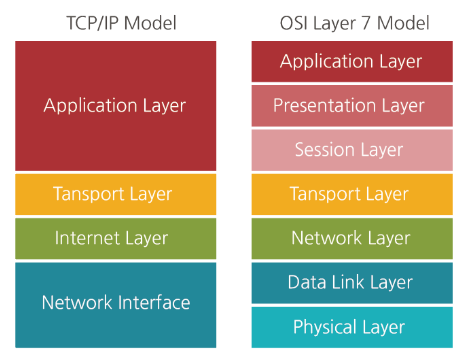 TCP/IP Model
Application Layer
Tansport Layer
Internet Layer
Network Interface
OSI Layer 7 Model
Application Layer
Presentation Layer
Session Layer
Tansport Layer
Network Layer
Data Link Layer
Physical Layer